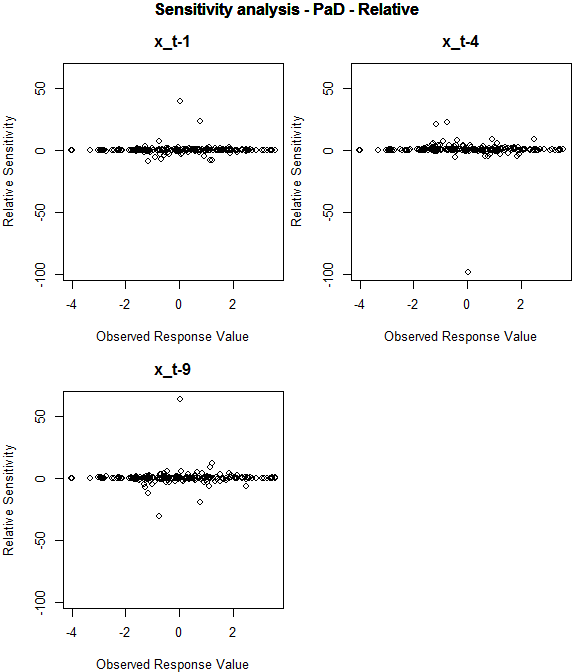 Sensitivity analysis - PaD - Relative
x_t-1
Relative Sensitivity
50
0
-50
-100
-4 -2 0 2
Observed Response Value
x_t-4
Relative Sensitivity
50
0
-50
-100
-4 -2 0 2
Observed Response Value
x_t-9
Relative Sensitivity
50
0
-50
-100
-4 -2 0 2
Observed Response Value